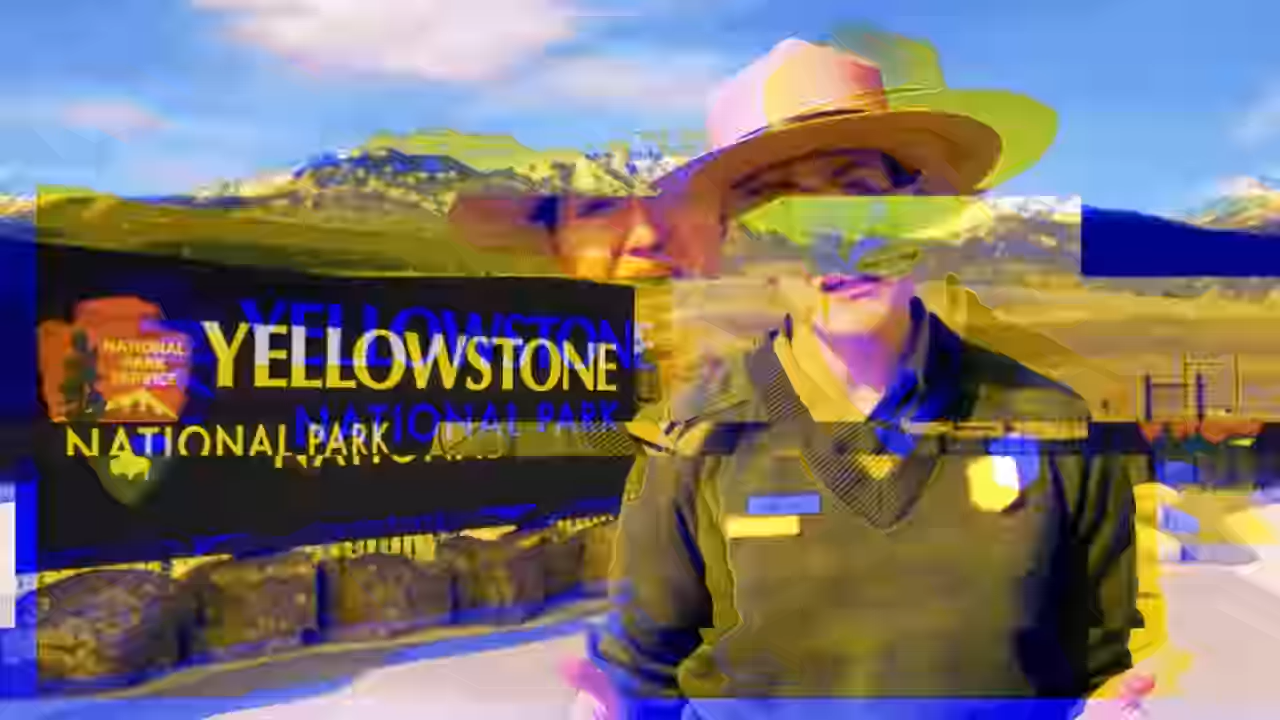 NATIONAL
PARK
SERVICE
YELLOWSTONE
NATIONAL PARK